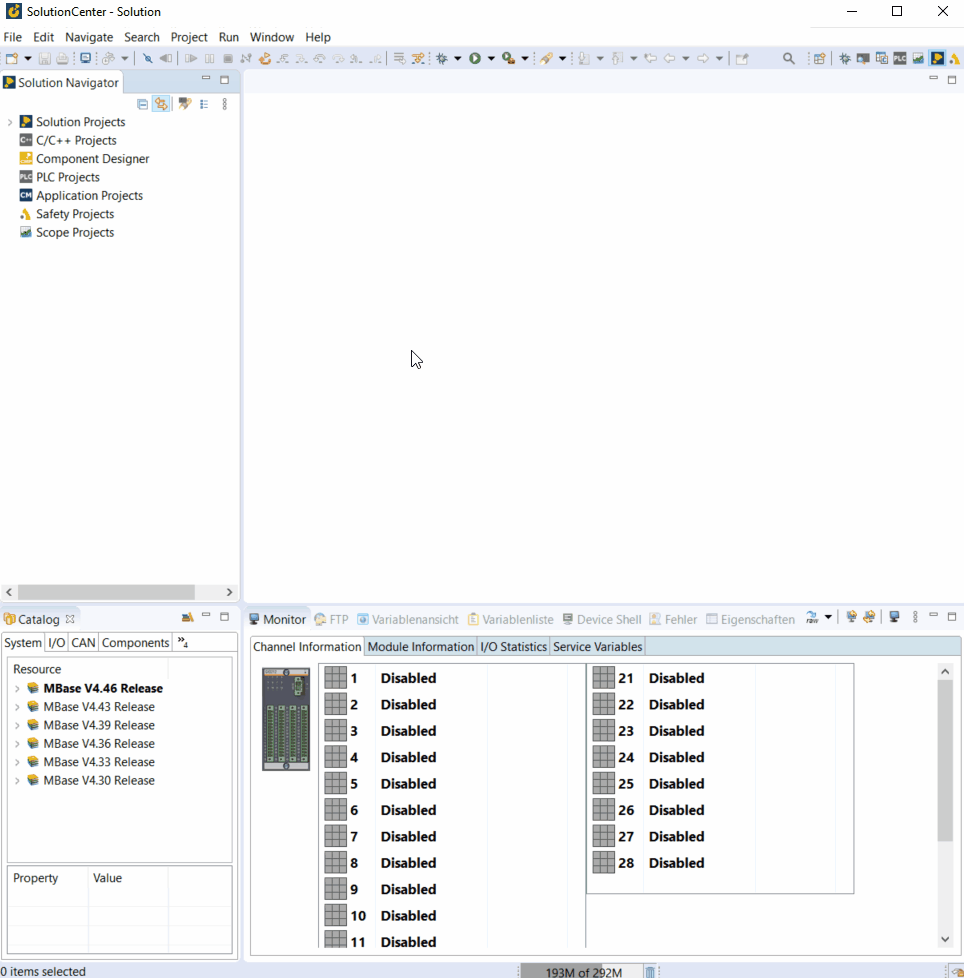 SolutionCenter - Solution
File Edit Navigate Search Project Run Window Help
Solution Navigator
Solution Projects
C/C++ Projects
Component Designer
PLC Projects
Application Projects
Safety Projects
Scope Projects
Catalog
System I/O CAN Components »4
Resource
MBase V4.46 Release
MBase V4.43 Release
MBase V4.39 Release
MBase V4.36 Release
MBase V4.33 Release
MBase V4.30 Release
Property Value
Monitor FTP Variablenansicht Variablenliste Device Shell Fehler Eigenschaften
Channel Information Module Information I/O Statistics Service Variables
1 Disabled
2 Disabled
3 Disabled
4 Disabled
5 Disabled
6 Disabled
7 Disabled
8 Disabled
9 Disabled
10 Disabled
11 Disabled
21 Disabled
22 Disabled
23 Disabled
24 Disabled
25 Disabled
26 Disabled
27 Disabled
28 Disabled
0 items selected
193M of 292M